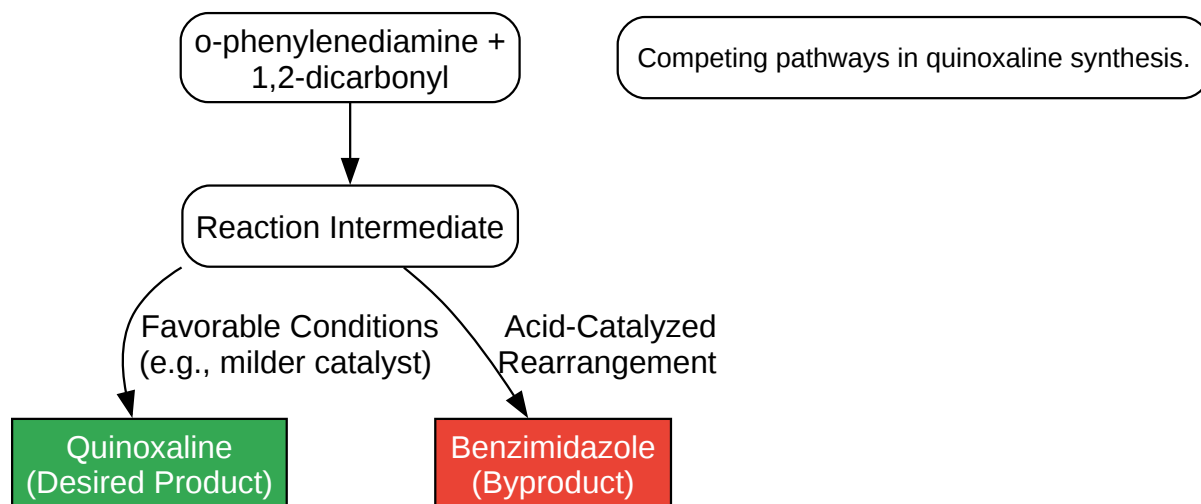 o-phenylenediamine +
1,2-dicarbonyl
Competing pathways in quinoxaline synthesis.
Reaction Intermediate
Favorable Conditions
(e.g., milder catalyst)
Acid-Catalyzed
Rearrangement
Quinoxaline
(Desired Product)
Benzimidazole
(Byproduct)